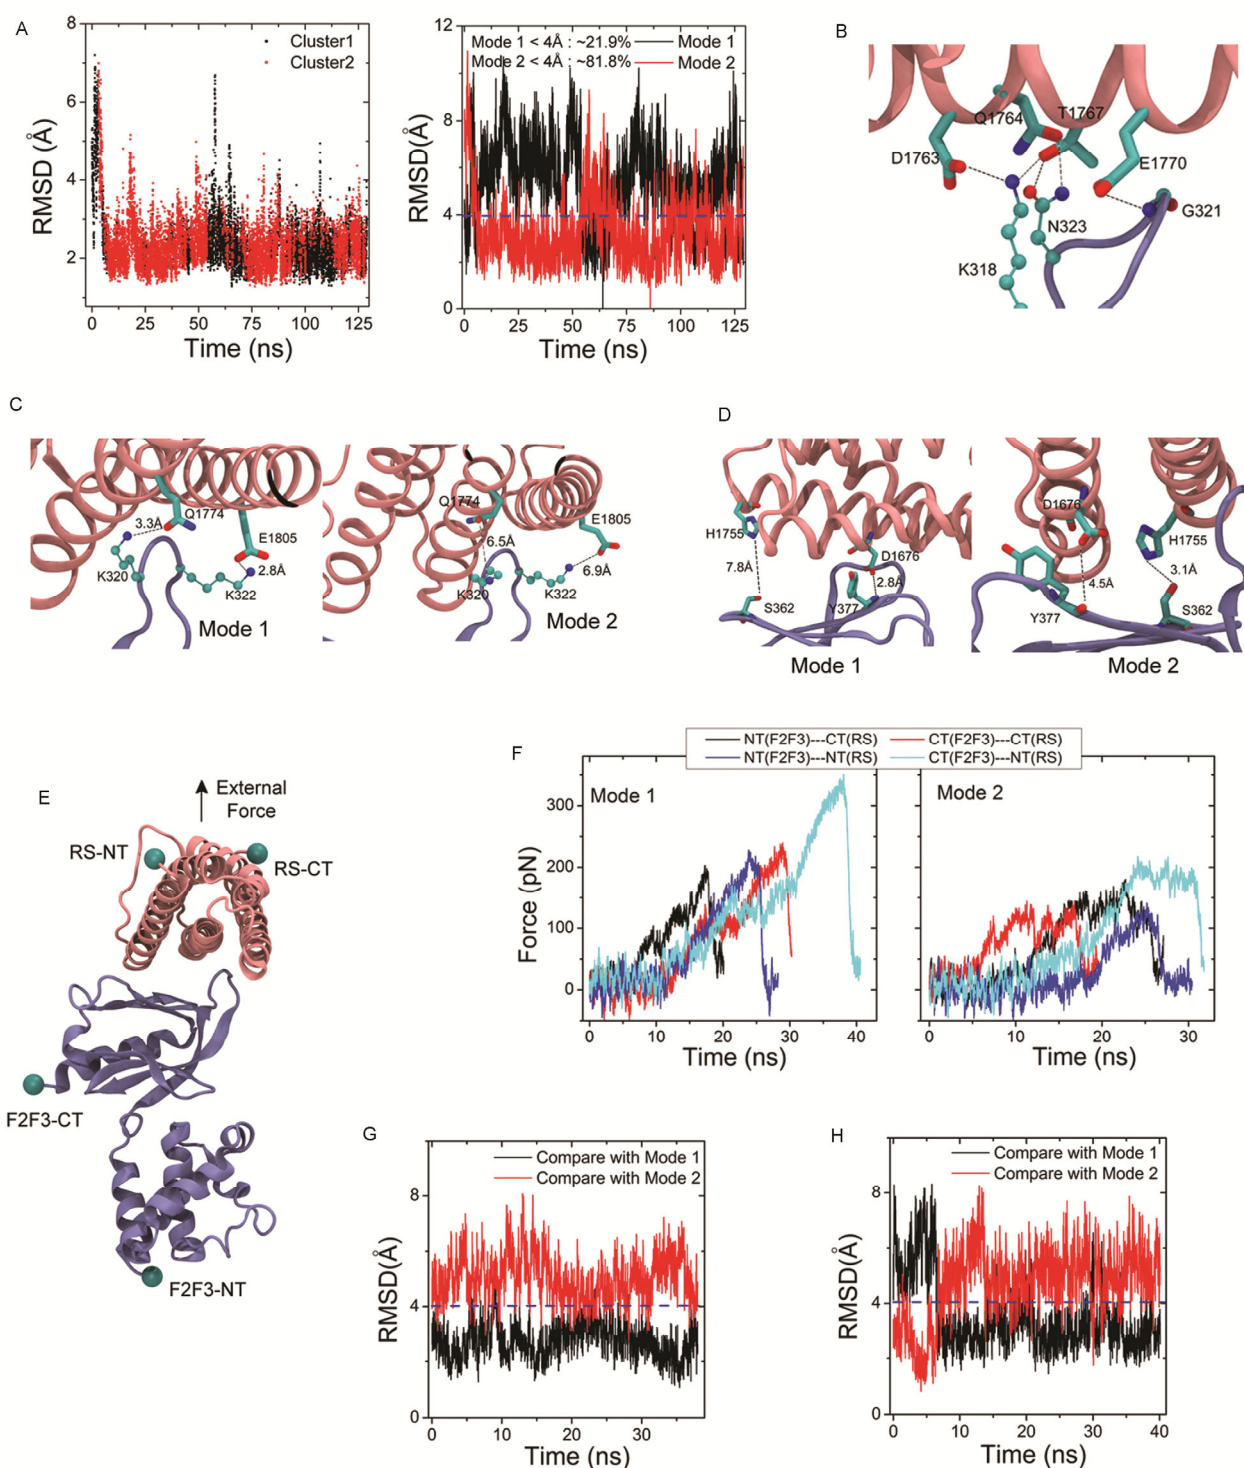 A
8
6
4
2
RMSD (Å)
Cluster1
Cluster2
0 25 50 75 100 125
Time (ns)
12
8
4
0
RMSD(Å)
Mode 1 < 4Å : ~21.9% Mode 1
Mode 2 < 4Å : ~81.8% Mode 2
0 25 50 75 100 125
Time (ns)
B
Q1764
T1767
D1763
E1770
G321
N323
K318
C
Q1774
3.3Å
E1805
K320
2.8Å
K322
Mode 1
Q1774
E1805
6.5Å
6.9Å
K320
K322
Mode 2
D
H1755
D1676
7.8Å
2.8Å
S362
Y377
Mode 1
D1676
H1755
3.1Å
4.5Å
Y377
S362
Mode 2
E
External
Force
RS-NT
RS-CT
F2F3-CT
F2F3-NT
F
NT(F2F3)---CT(RS) CT(F2F3)---CT(RS)
NT(F2F3)---NT(RS) CT(F2F3)---NT(RS)
Mode 1
300
200
100
0
Force (pN)
0 10 20 30 40
Time (ns)
Mode 2
0 10 20 30
Time (ns)
G
Compare with Mode 1
Compare with Mode 2
8
4
0
RMSD(Å)
0 10 20 30
Time (ns)
H
Compare with Mode 1
Compare with Mode 2
8
4
0
RMSD(Å)
0 10 20 30 40
Time (ns)